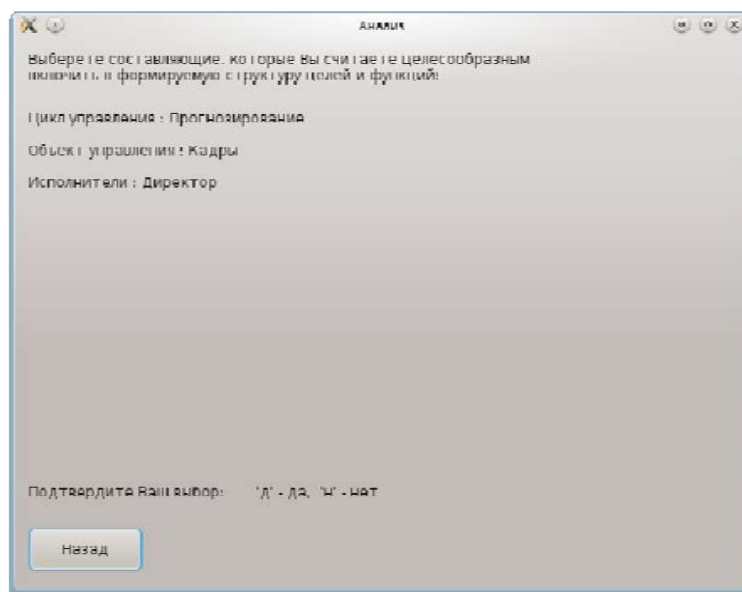 Анализ
Выберете составляющие, которые Вы считаете целесообразным
включить в формируемую структуру целей и функций:
Цикл управления : Прогнозирование
Объект управления : Кадры
Исполнители : Директор
Подтвердите Ваш выбор: 'д' - да, 'н' - нет
Назад